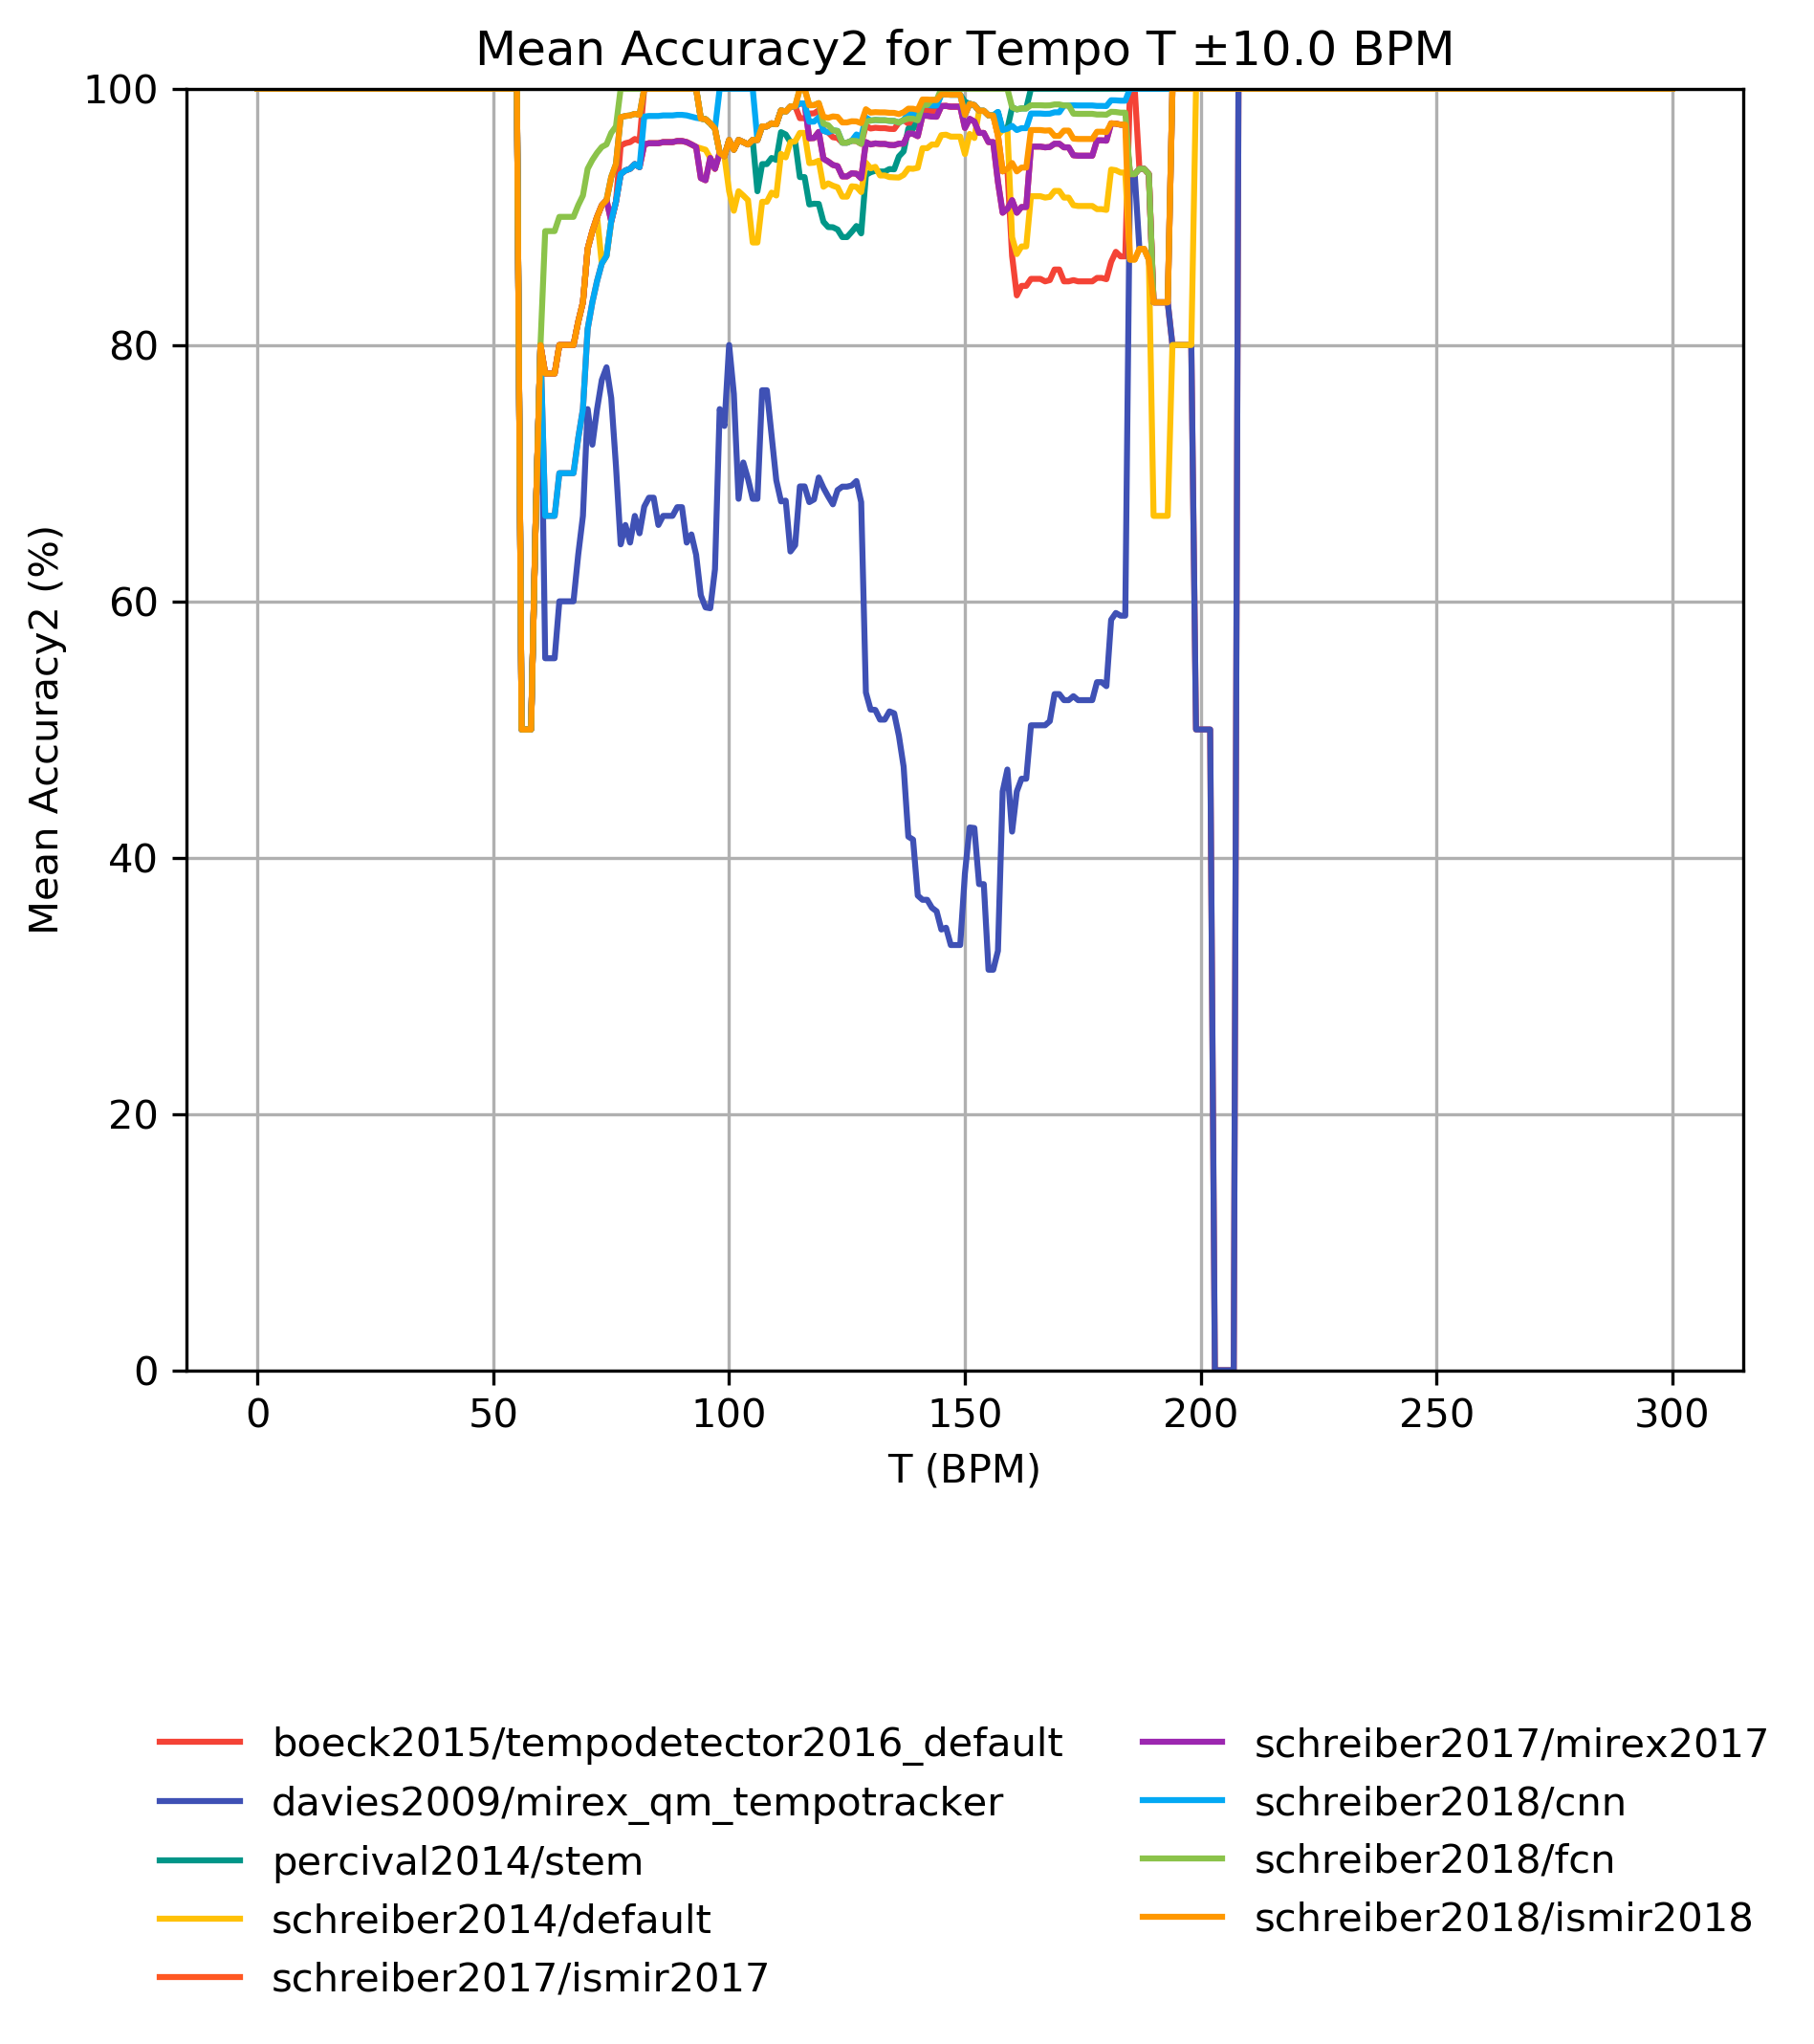 Mean Accuracy2 for Tempo T ±10.0 BPM
Mean Accuracy2 (%)
100
80
60
40
20
0
0 50 100 150 200 250 300
T (BPM)
boeck2015/tempodetector2016_default
davies2009/mirex_qm_tempotracker
percival2014/stem
schreiber2014/default
schreiber2017/ismir2017
schreiber2017/mirex2017
schreiber2018/cnn
schreiber2018/fcn
schreiber2018/ismir2018